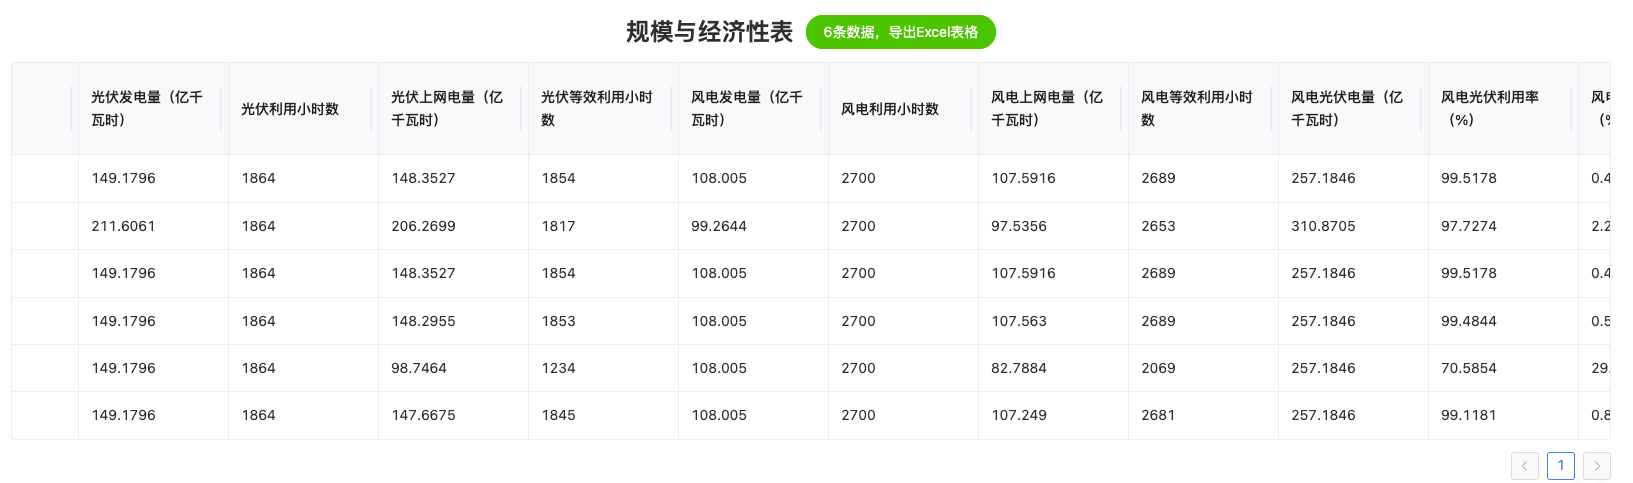 规模与经济性表 6条数据，导出Excel表格
光伏发电量（亿千瓦时） 光伏利用小时数 光伏上网电量（亿千瓦时） 光伏等效利用小时数 风电发电量（亿千瓦时） 风电利用小时数 风电上网电量（亿千瓦时） 风电等效利用小时数 风电光伏电量（亿千瓦时） 风电光伏利用率（%）
149.1796 1864 148.3527 1854 108.005 2700 107.5916 2689 257.1846 99.5178 0.4
211.6061 1864 206.2699 1817 99.2644 2700 97.5356 2653 310.8705 97.7274 2.2
149.1796 1864 148.3527 1854 108.005 2700 107.5916 2689 257.1846 99.5178 0.4
149.1796 1864 148.2955 1853 108.005 2700 107.563 2689 257.1846 99.4844 0.5
149.1796 1864 98.7464 1234 108.005 2700 82.7884 2069 257.1846 70.5854 29.
149.1796 1864 147.6675 1845 108.005 2700 107.249 2681 257.1846 99.1181 0.8
1